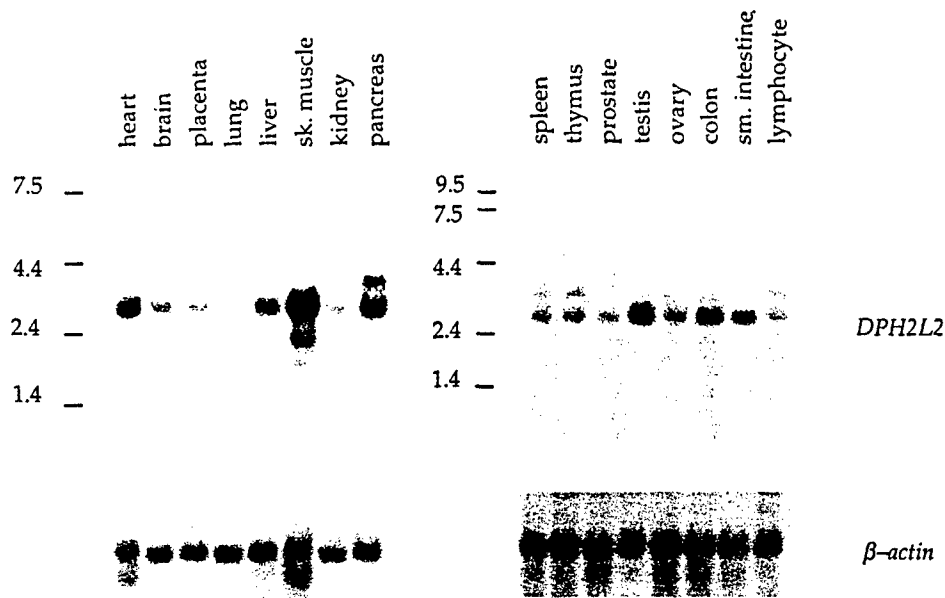 heart
brain
placenta
lung
liver
sk. muscle
kidney
pancreas
spleen
thymus
prostate
testis
ovary
colon
sm. intestine
lymphocyte
7.5
4.4
2.4
1.4
9.5
7.5
4.4
2.4
1.4
DPH2L2
β–actin